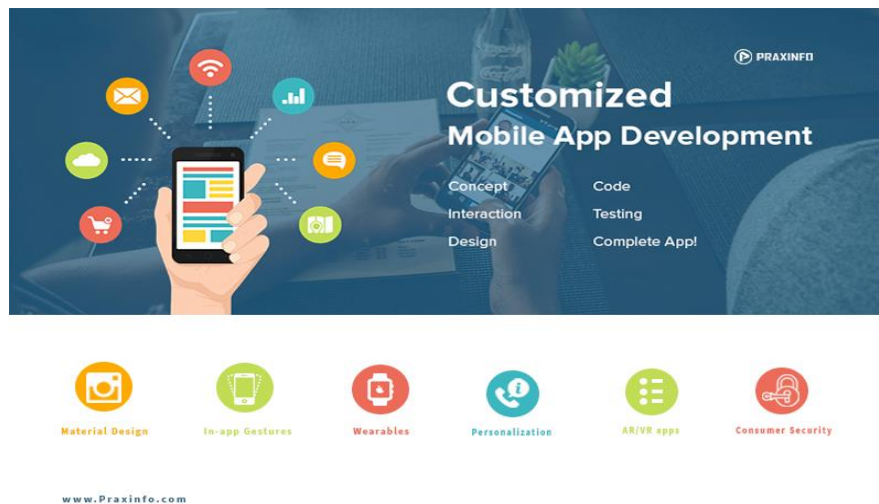 PRAXINFO
Customized
Mobile App Development
Concept
Interaction
Design
Code
Testing
Complete App!
Material Design
In-app Gestures
Wearables
Personalization
AR/VR apps
Consumer Security
www.Praxinfo.com